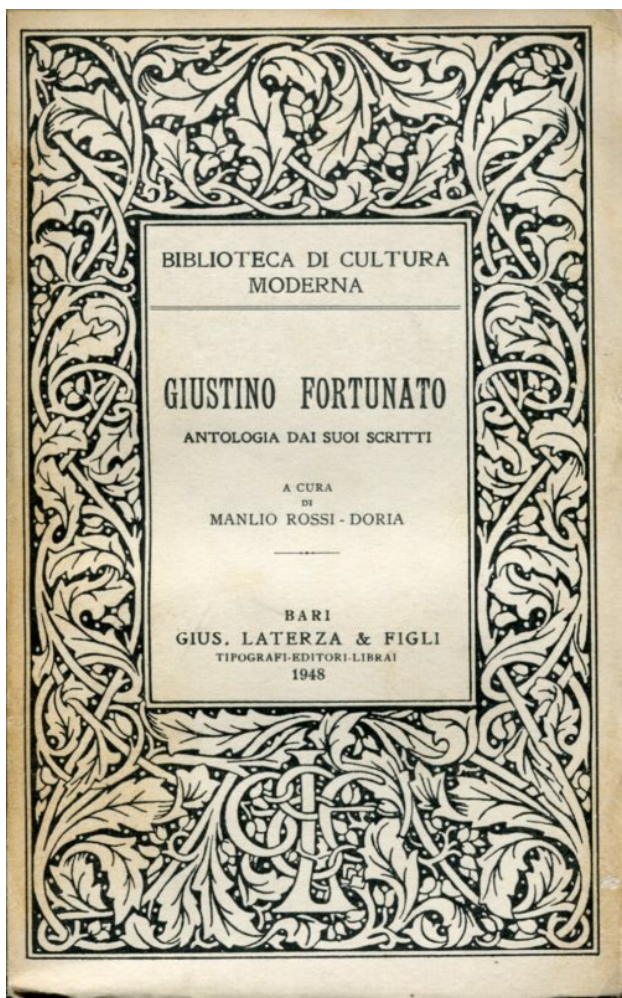 BIBLIOTECA DI CULTURA
MODERNA
GIUSTINO FORTUNATO
ANTOLOGIA DAI SUOI SCRITTI
A CURA
DI
MANLIO ROSSI-DORIA
BARI
GIUS. LATERZA & FIGLI
TIPOGRAFI-EDITORI-LIBRAI
1948